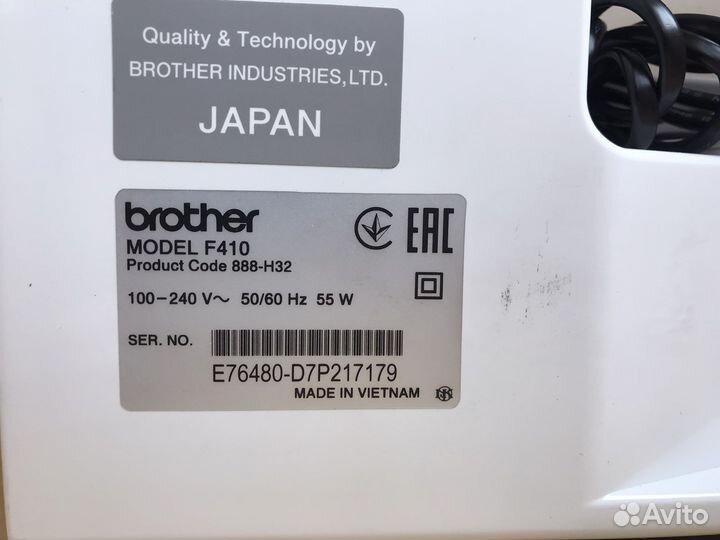 Quality & Technology by
BROTHER INDUSTRIES, LTD.
JAPAN
brother
MODEL F410
Product Code 888-H32
EAC
100-240 V~ 50/60 Hz 55 W
SER. NO.
E76480-D7P217179
MADE IN VIETNAM
Avito